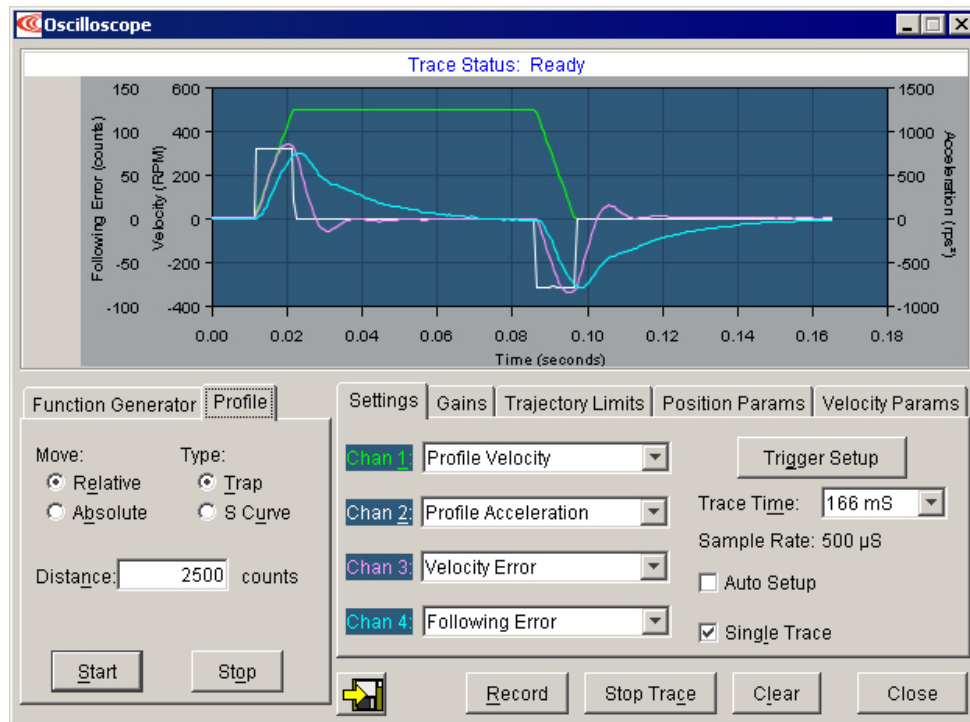 Oscilloscope
Trace Status: Ready
Following Error (counts)
150
100
50
0
-50
-100
Velocity (RPM)
600
400
200
0
-200
-400
1500
1000
500
0
-500
-1000
Acceleration (rps²)
0.00 0.02 0.04 0.06 0.08 0.10 0.12 0.14 0.16 0.18
Time (seconds)
Function Generator Profile
Move: Type:
Relative Trap
Absolute S Curve
Distance: 2500 counts
Start Stop
Settings Gains Trajectory Limits Position Params Velocity Params
Chan 1: Profile Velocity
Chan 2: Profile Acceleration
Chan 3: Velocity Error
Chan 4: Following Error
Trigger Setup
Trace Time: 166 mS
Sample Rate: 500 µS
Auto Setup
Single Trace
Record Stop Trace Clear Close